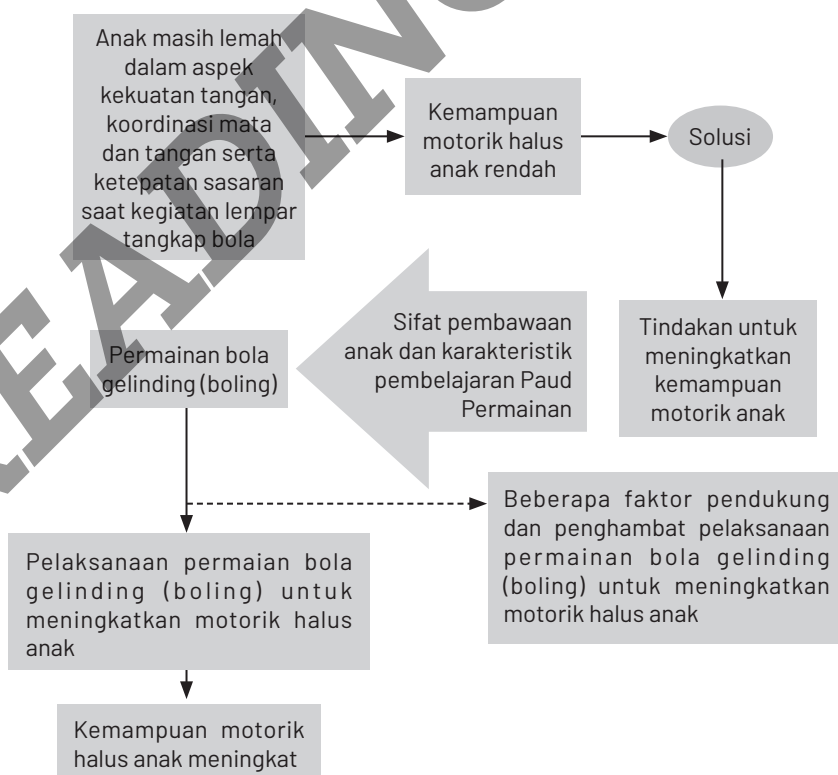 Anak masih lemah
dalam aspek
kekuatan tangan,
koordinasi mata
dan tangan serta
ketepatan sasaran
saat kegiatan lempar
tangkap bola
Kemampuan
motorik halus
anak rendah
Solusi
Tindakan untuk
meningkatkan
kemampuan
motorik anak
Sifat pembawaan
anak dan karakteristik
pembelajaran Paud
Permainan
Permainan bola
gelinding (boling)
Beberapa faktor pendukung
dan penghambat pelaksanaan
permainan bola gelinding
(boling) untuk meningkatkan
motorik halus anak
Pelaksanaan permaian bola
gelinding (boling) untuk
meningkatkan motorik halus
anak
Kemampuan motorik
halus anak meningkat